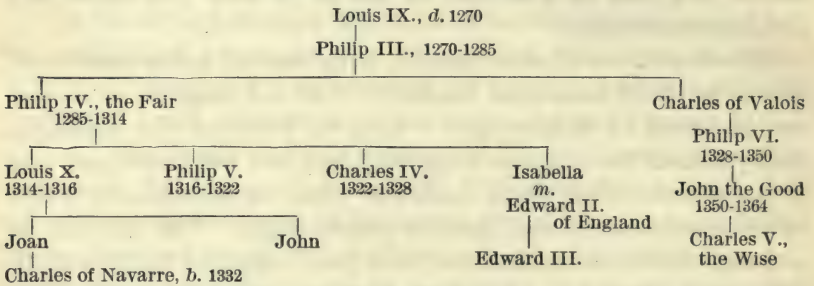 Louis IX., d. 1270
Philip III., 1270-1285
Philip IV., the Fair
1285-1314
Charles of Valois
Philip VI.
1328-1350
Louis X.
1314-1316
Philip V.
1316-1322
Charles IV.
1322-1328
Isabella
m.
Edward II.
of England
John the Good
1350-1364
Joan
John
Edward III.
Charles V.,
the Wise
Charles of Navarre, b. 1332